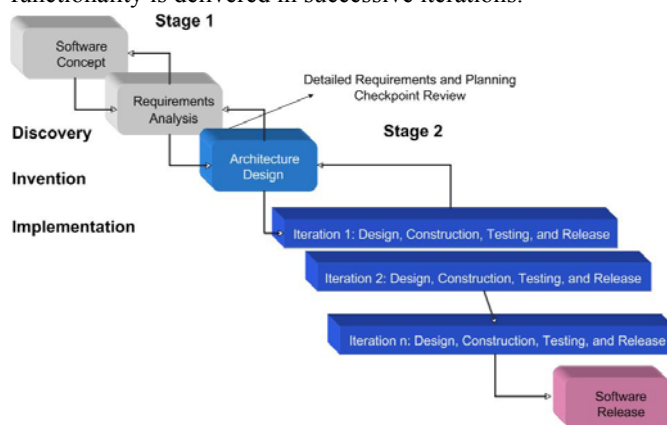 functionality is delivered in successive iterations.
Stage 1
Software
Concept
Detailed Requirements and Planning
Checkpoint Review
Requirements
Analysis
Stage 2
Discovery
Architecture
Design
Invention
Implementation
Iteration 1: Design, Construction, Testing, and Release
Iteration 2: Design, Construction, Testing, and Release
Iteration n: Design, Construction, Testing, and Release
Software
Release